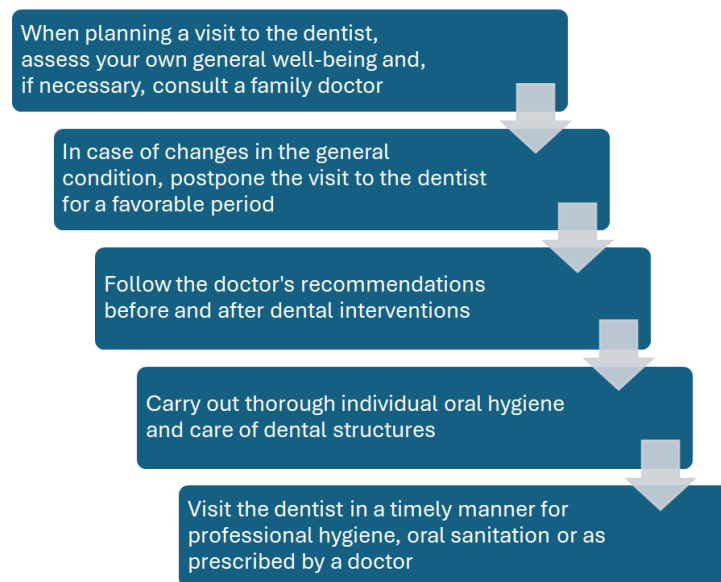 When planning a visit to the dentist,
assess your own general well-being and,
if necessary, consult a family doctor
In case of changes in the general
condition, postpone the visit to the dentist
for a favorable period
Follow the doctor's recommendations
before and after dental interventions
Carry out thorough individual oral hygiene
and care of dental structures
Visit the dentist in a timely manner for
professional hygiene, oral sanitation or as
prescribed by a doctor